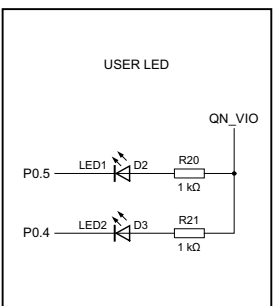 USER LED
QN_VIO
P0.5 LED1 D2 R20
1 kΩ
P0.4 LED2 D3 R21
1 kΩ